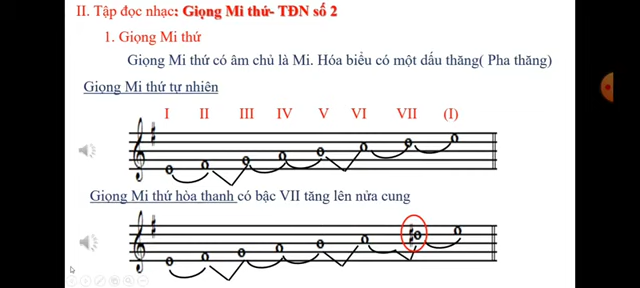 II. Tập đọc nhạc: Giọng Mi thứ- TĐN số 2
1. Giọng Mi thứ
Giọng Mi thứ có âm chủ là Mi. Hóa biểu có một dấu thăng( Pha thăng)
Giọng Mi thứ tự nhiên
I II III IV V VI VII (I)
Giọng Mi thứ hòa thanh có bậc VII tăng lên nửa cung